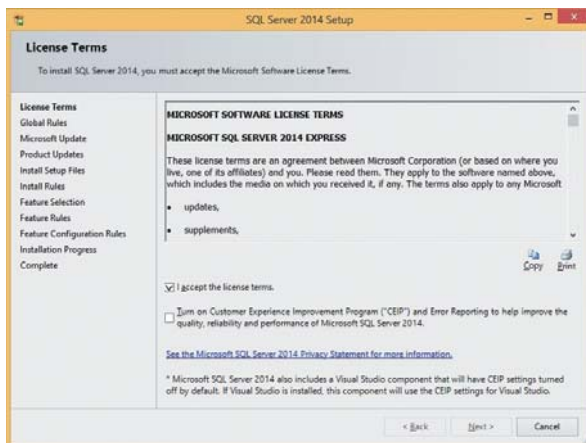 SQL Server 2014 Setup
License Terms
To install SQL Server 2014, you must accept the Microsoft Software License Terms.
License Terms
Global Rules
Microsoft Update
Product Updates
Install Setup Files
Install Rules
Feature Selection
Feature Rules
Feature Configuration Rules
Installation Progress
Complete
MICROSOFT SOFTWARE LICENSE TERMS
MICROSOFT SQL SERVER 2014 EXPRESS
These license terms are an agreement between Microsoft Corporation (or based on where you
live, one of its affiliates) and you. Please read them. They apply to the software named above,
which includes the media on which you received it, if any. The terms also apply to any Microsoft
• updates,
• supplements,
Copy Print
I accept the license terms.
Turn on Customer Experience Improvement Program ("CEIP") and Error Reporting to help improve the
quality, reliability and performance of Microsoft SQL Server 2014.
See the Microsoft SQL Server 2014 Privacy Statement for more information.
* Microsoft SQL Server 2014 also includes a Visual Studio component that will have CEIP settings turned
off by default. If Visual Studio is installed, this component will use the CEIP settings for Visual Studio.
< Back Next > Cancel